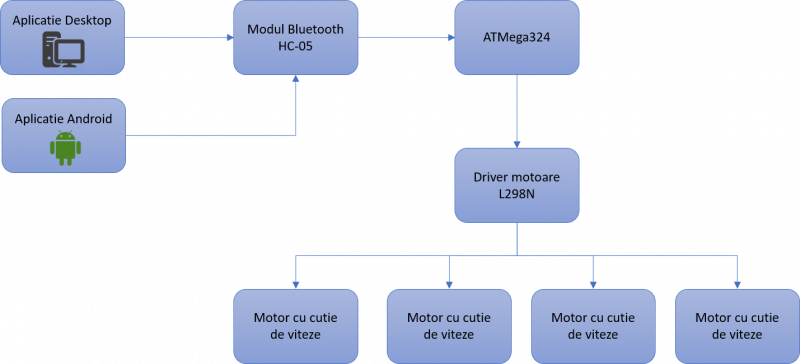 Aplicatie Desktop
Modul Bluetooth
HC-05
ATMega324
Aplicatie Android
Driver motoare
L298N
Motor cu cutie
de viteze
Motor cu cutie
de viteze
Motor cu cutie
de viteze
Motor cu cutie
de viteze